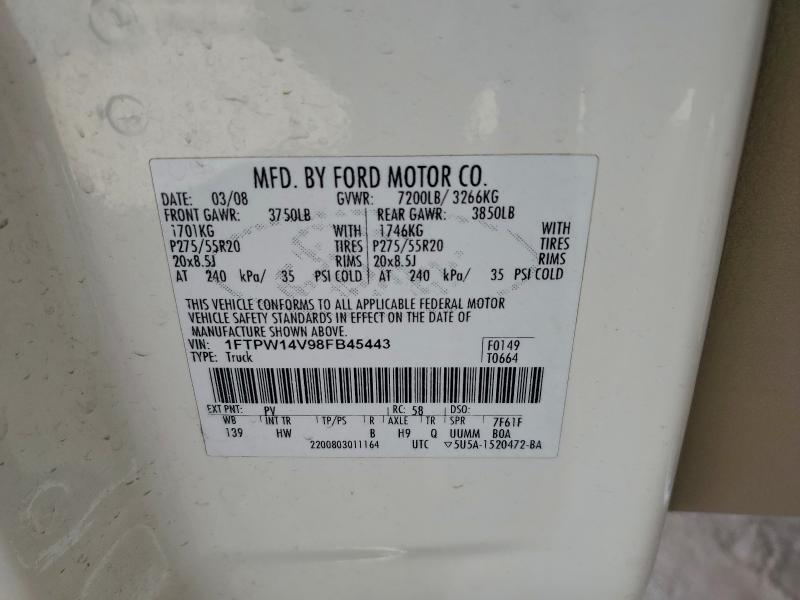 MFD. BY FORD MOTOR CO.
DATE: 03/08 GVWR: 7200LB/ 3266KG
FRONT GAWR: 3750LB REAR GAWR: 3850LB
1701KG WITH 1746KG WITH
P275/55R20 TIRES P275/55R20 TIRES
20x8.5J RIMS 20x8.5J RIMS
AT 240 kPa/ 35 PSI COLD AT 240 kPa/ 35 PSI COLD
THIS VEHICLE CONFORMS TO ALL APPLICABLE FEDERAL MOTOR
VEHICLE SAFETY STANDARDS IN EFFECT ON THE DATE OF
MANUFACTURE SHOWN ABOVE.
VIN: 1FTPW14V98FB45443 F0149
TYPE: Truck T0664
EXT PNT: PV RC: 58 DSO:
WB INT TR TP/PS R AXLE TR SPR 7F61F
139 HW B H9 Q UUMM BOA
2200803011164 UTC ▽5U5A-1520472-BA